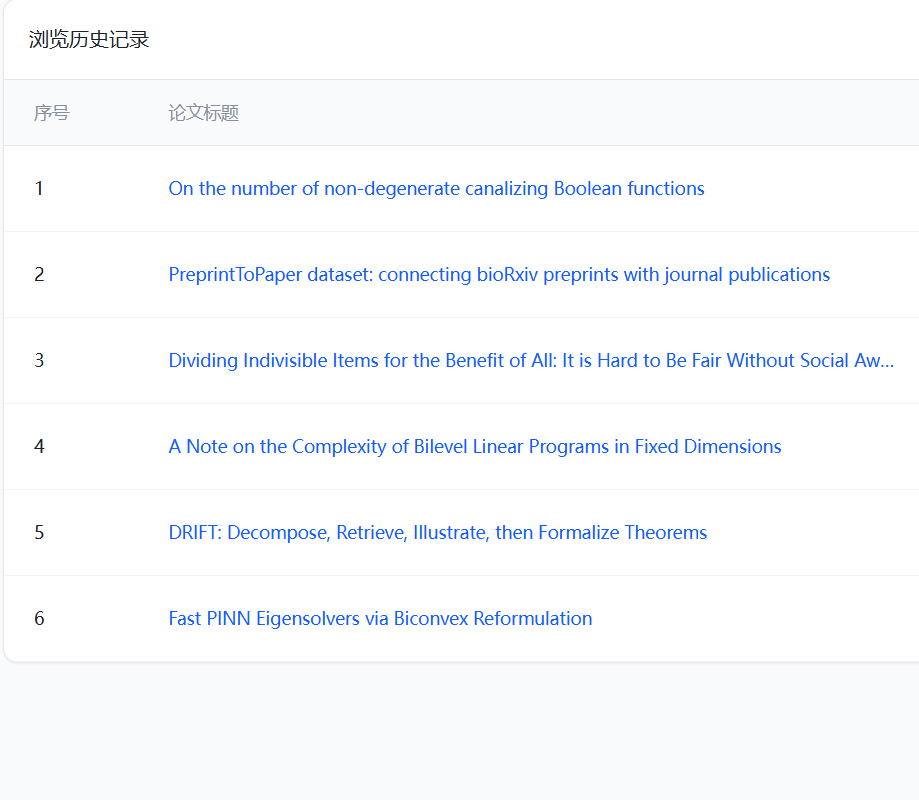 浏览历史记录
序号 论文标题
1 On the number of non-degenerate canalizing Boolean functions
2 PreprintToPaper dataset: connecting bioRxiv preprints with journal publications
3 Dividing Indivisible Items for the Benefit of All: It is Hard to Be Fair Without Social Aw...
4 A Note on the Complexity of Bilevel Linear Programs in Fixed Dimensions
5 DRIFT: Decompose, Retrieve, Illustrate, then Formalize Theorems
6 Fast PINN Eigensolvers via Biconvex Reformulation